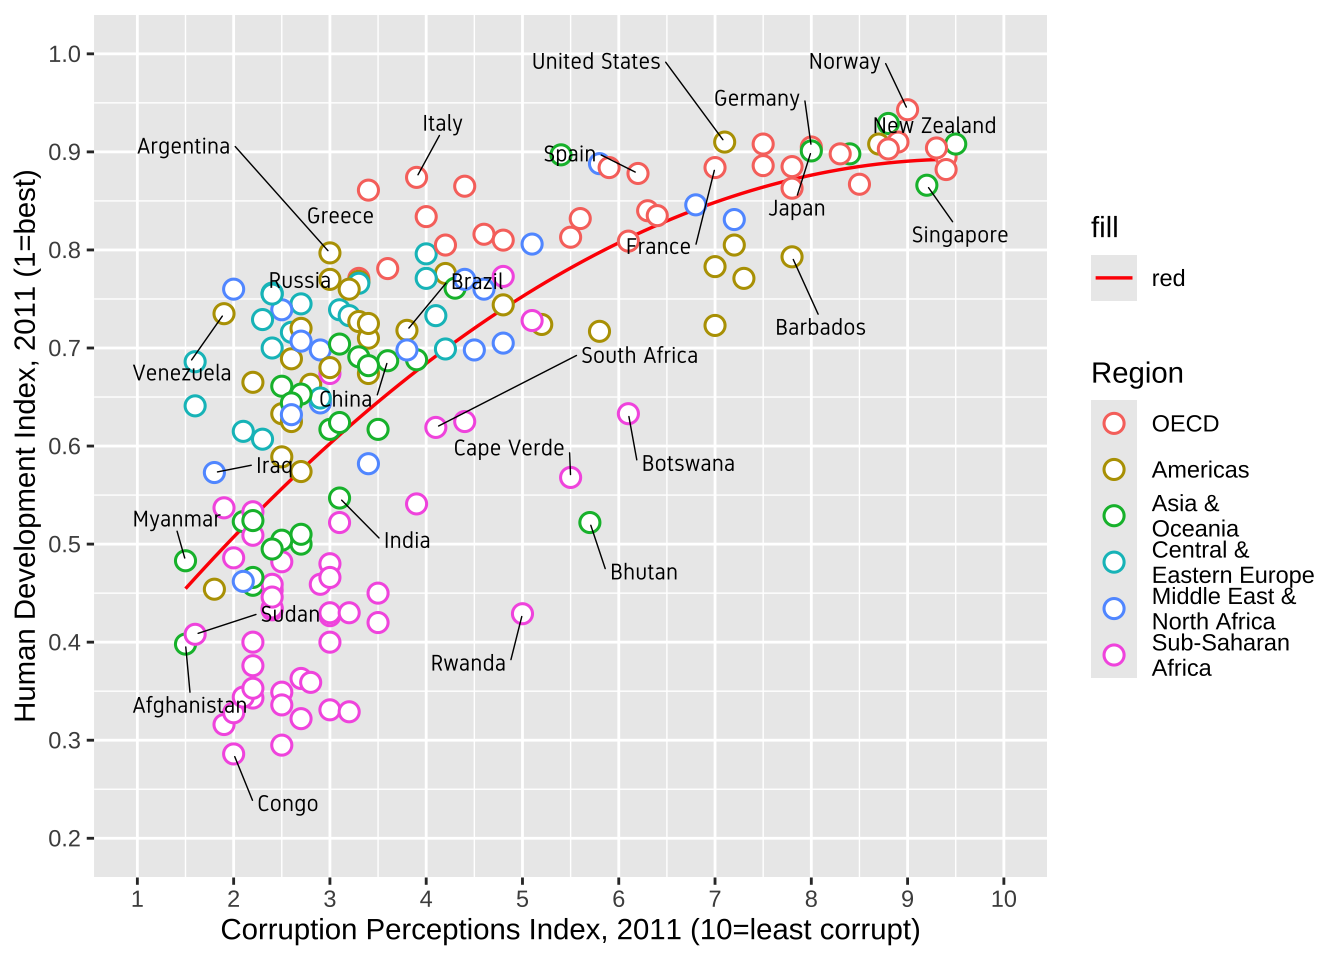 Human Development Index, 2011 (1=best)
1.0
0.9
0.8
0.7
0.6
0.5
0.4
0.3
0.2
United States
Norway
Germany
Italy
New Zealand
Argentina
Spain
Greece
Japan
Singapore
France
Russia
Brazil
Barbados
South Africa
Venezuela
China
Cape Verde
Botswana
Iraq
Myanmar
India
Bhutan
Sudan
Rwanda
Afghanistan
Congo
1 2 3 4 5 6 7 8 9 10
Corruption Perceptions Index, 2011 (10=least corrupt)
fill
red
Region
OECD
Americas
Asia &
Oceania
Central &
Eastern Europe
Middle East &
North Africa
Sub-Saharan
Africa